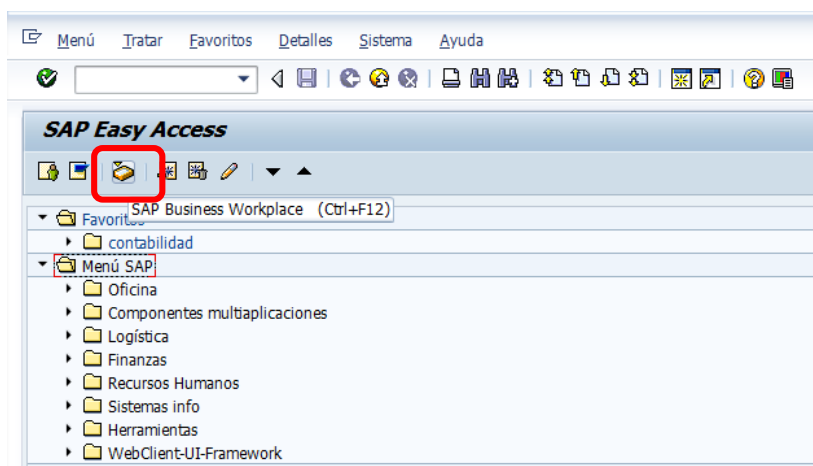 Menú Tratar Favoritos Detalles Sistema Ayuda
SAP Easy Access
SAP Business Workplace (Ctrl+F12)
Favoritos
contabilidad
Menú SAP
Oficina
Componentes multiaplicaciones
Logística
Finanzas
Recursos Humanos
Sistemas info
Herramientas
WebClient-UI-Framework